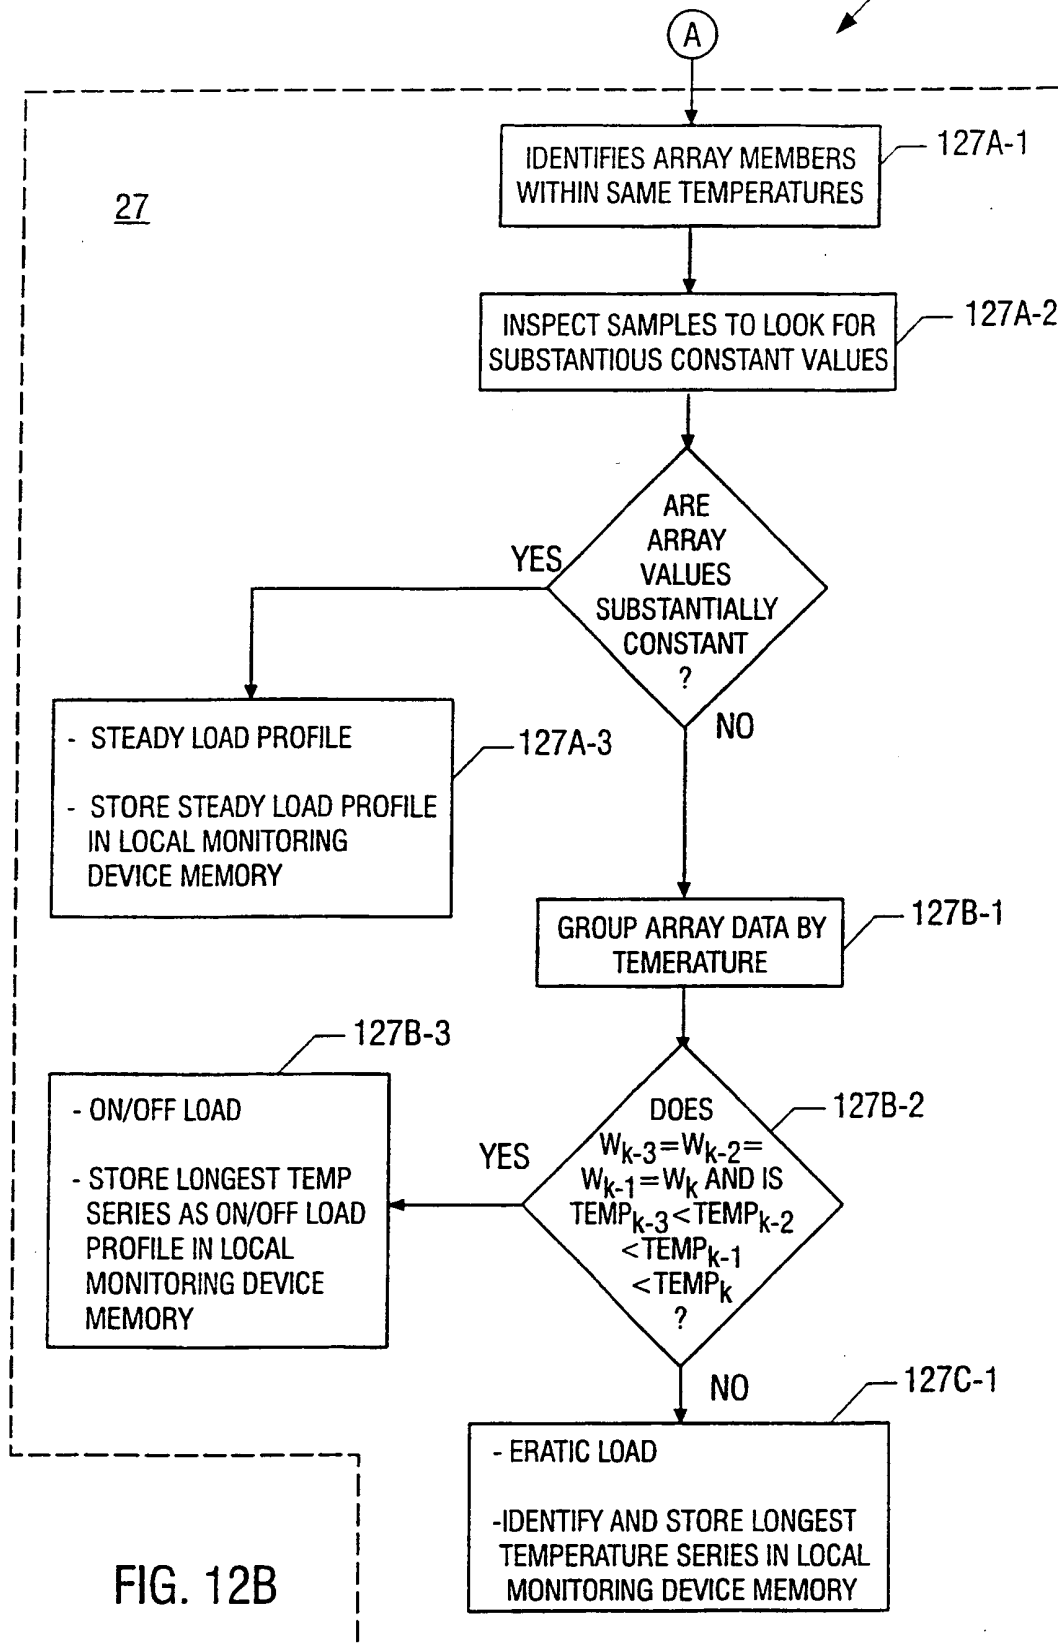 A
IDENTIFIES ARRAY MEMBERS
WITHIN SAME TEMPERATURES
127A-1
27
INSPECT SAMPLES TO LOOK FOR
SUBSTANTIOUS CONSTANT VALUES
127A-2
ARE
ARRAY
VALUES
SUBSTANTIALLY
CONSTANT
?
YES
NO
- STEADY LOAD PROFILE
- STORE STEADY LOAD PROFILE
IN LOCAL MONITORING
DEVICE MEMORY
127A-3
GROUP ARRAY DATA BY
TEMERATURE
127B-1
127B-3
- ON/OFF LOAD
- STORE LONGEST TEMP
SERIES AS ON/OFF LOAD
PROFILE IN LOCAL
MONITORING DEVICE
MEMORY
YES
DOES
Wk-3=Wk-2=
Wk-1=Wk AND IS
TEMPk-3<TEMPk-2
<TEMPk-1
<TEMPk
?
127B-2
NO
127C-1
- ERATIC LOAD
-IDENTIFY AND STORE LONGEST
TEMPERATURE SERIES IN LOCAL
MONITORING DEVICE MEMORY
FIG. 12B